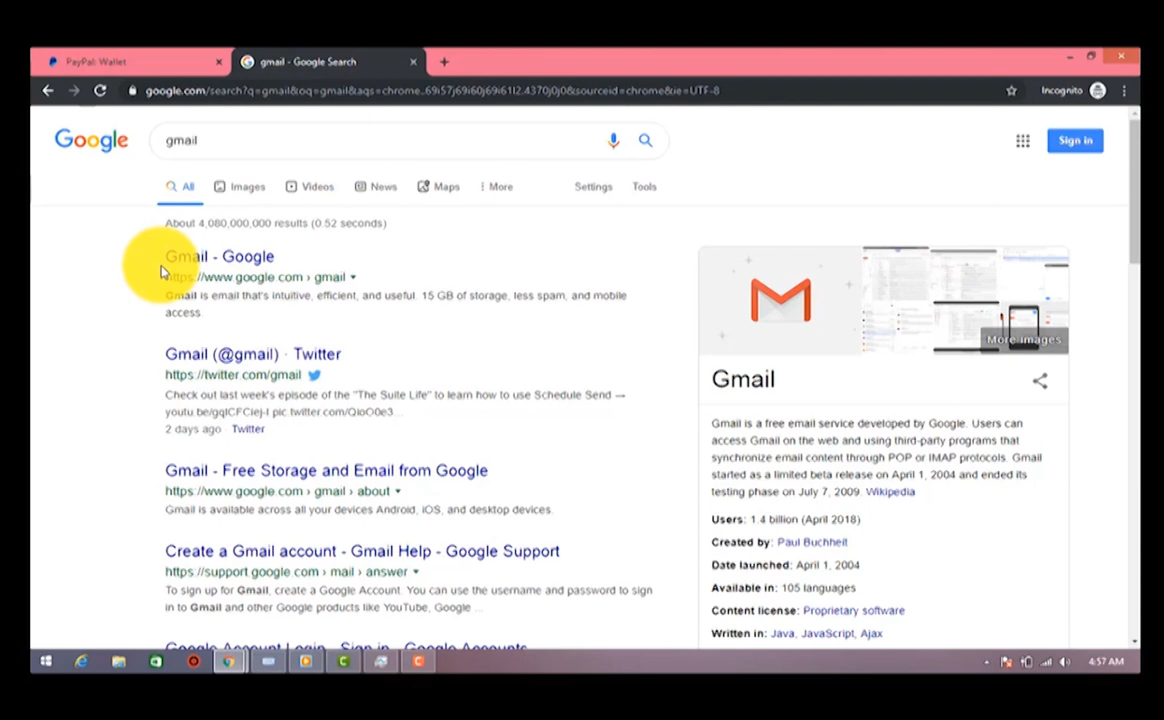 PayPal: Wallet
gmail - Google Search
google.com/search?q=gmail&oq=gmail&aqs=chrome..69i57j69i60j69i61l2.4370j0j0&sourceid=chrome&ie=UTF-8
Incognito
Google
gmail
Sign in
All Images Videos News Maps More Settings Tools
About 4,080,000,000 results (0.52 seconds)
Gmail - Google
https://www.google.com › gmail
Gmail is email that's intuitive, efficient, and useful. 15 GB of storage, less spam, and mobile
access.
Gmail (@gmail) · Twitter
https://twitter.com/gmail
Check out last week's episode of the "The Suite Life" to learn how to use Schedule Send →
pic.twitter.com/QioO0e3...
2 days ago Twitter
Gmail - Free Storage and Email from Google
https://www.google.com › gmail › about
Gmail is available across all your devices Android, iOS, and desktop devices.
Create a Gmail account - Gmail Help - Google Support
https://support.google.com › mail › answer
To sign up for Gmail, create a Google Account. You can use the username and password to sign
in to Gmail and other Google products like YouTube, Google ...
Google Account Login - Sign in - Google Accounts
More images
Gmail
Gmail is a free email service developed by Google. Users can
access Gmail on the web and using third-party programs that
synchronize email content through POP or IMAP protocols. Gmail
started as a limited beta release on April 1, 2004 and ended its
testing phase on July 7, 2009. Wikipedia
Users: 1.4 billion (April 2018)
Created by: Paul Buchheit
Date launched: April 1, 2004
Available in: 105 languages
Content license: Proprietary software
Written in: Java, JavaScript, Ajax
4:57 AM